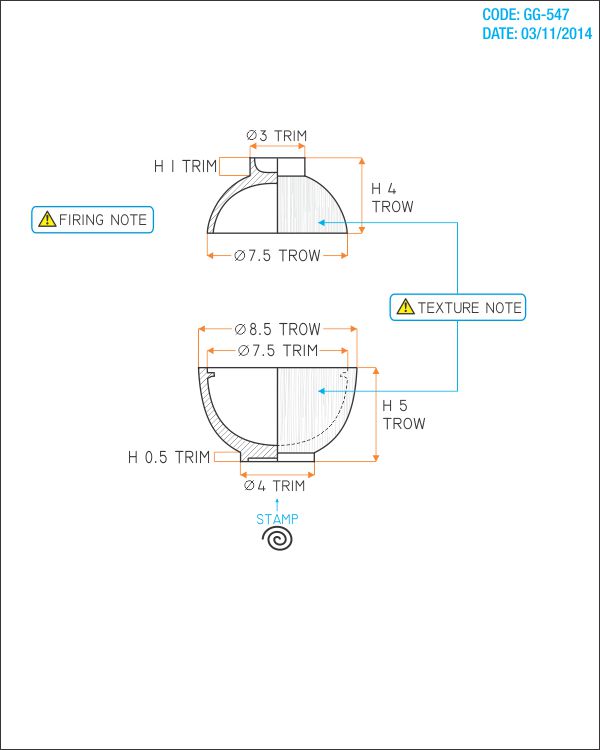 CODE: GG-547
DATE: 03/11/2014
Ø3 TRIM
H 1 TRIM
H 4
TROW
FIRING NOTE
Ø7.5 TROW
TEXTURE NOTE
Ø8.5 TROW
Ø7.5 TRIM
H 5
TROW
H 0.5 TRIM
Ø4 TRIM
STAMP